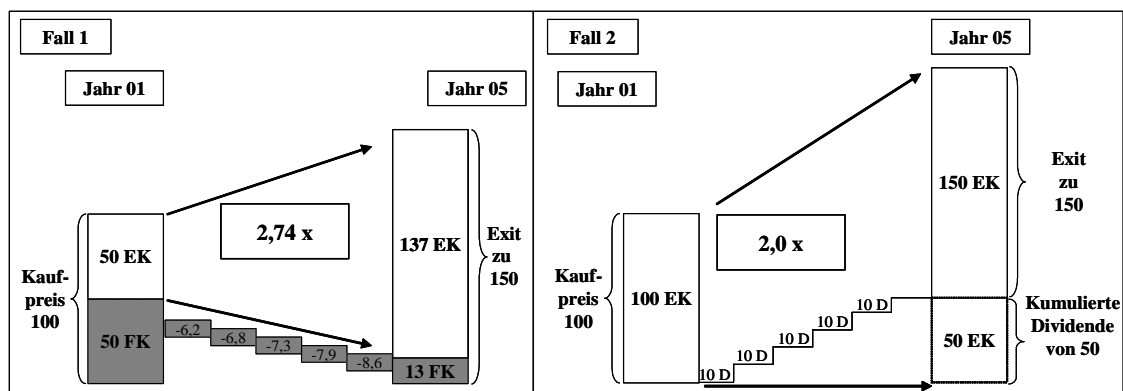 Fall 1
Jahr 01
Jahr 05
2,74 x
50 EK
137 EK
Exit
zu
150
Kauf-
preis
100
50 FK
-6,2
-6,8
-7,3
-7,9
-8,6
13 FK
Fall 2
Jahr 01
Jahr 05
150 EK
Exit
zu
150
2,0 x
Kauf-
preis
100
100 EK
10 D
10 D
10 D
10 D
10 D
50 EK
Kumulierte
Dividende
von 50